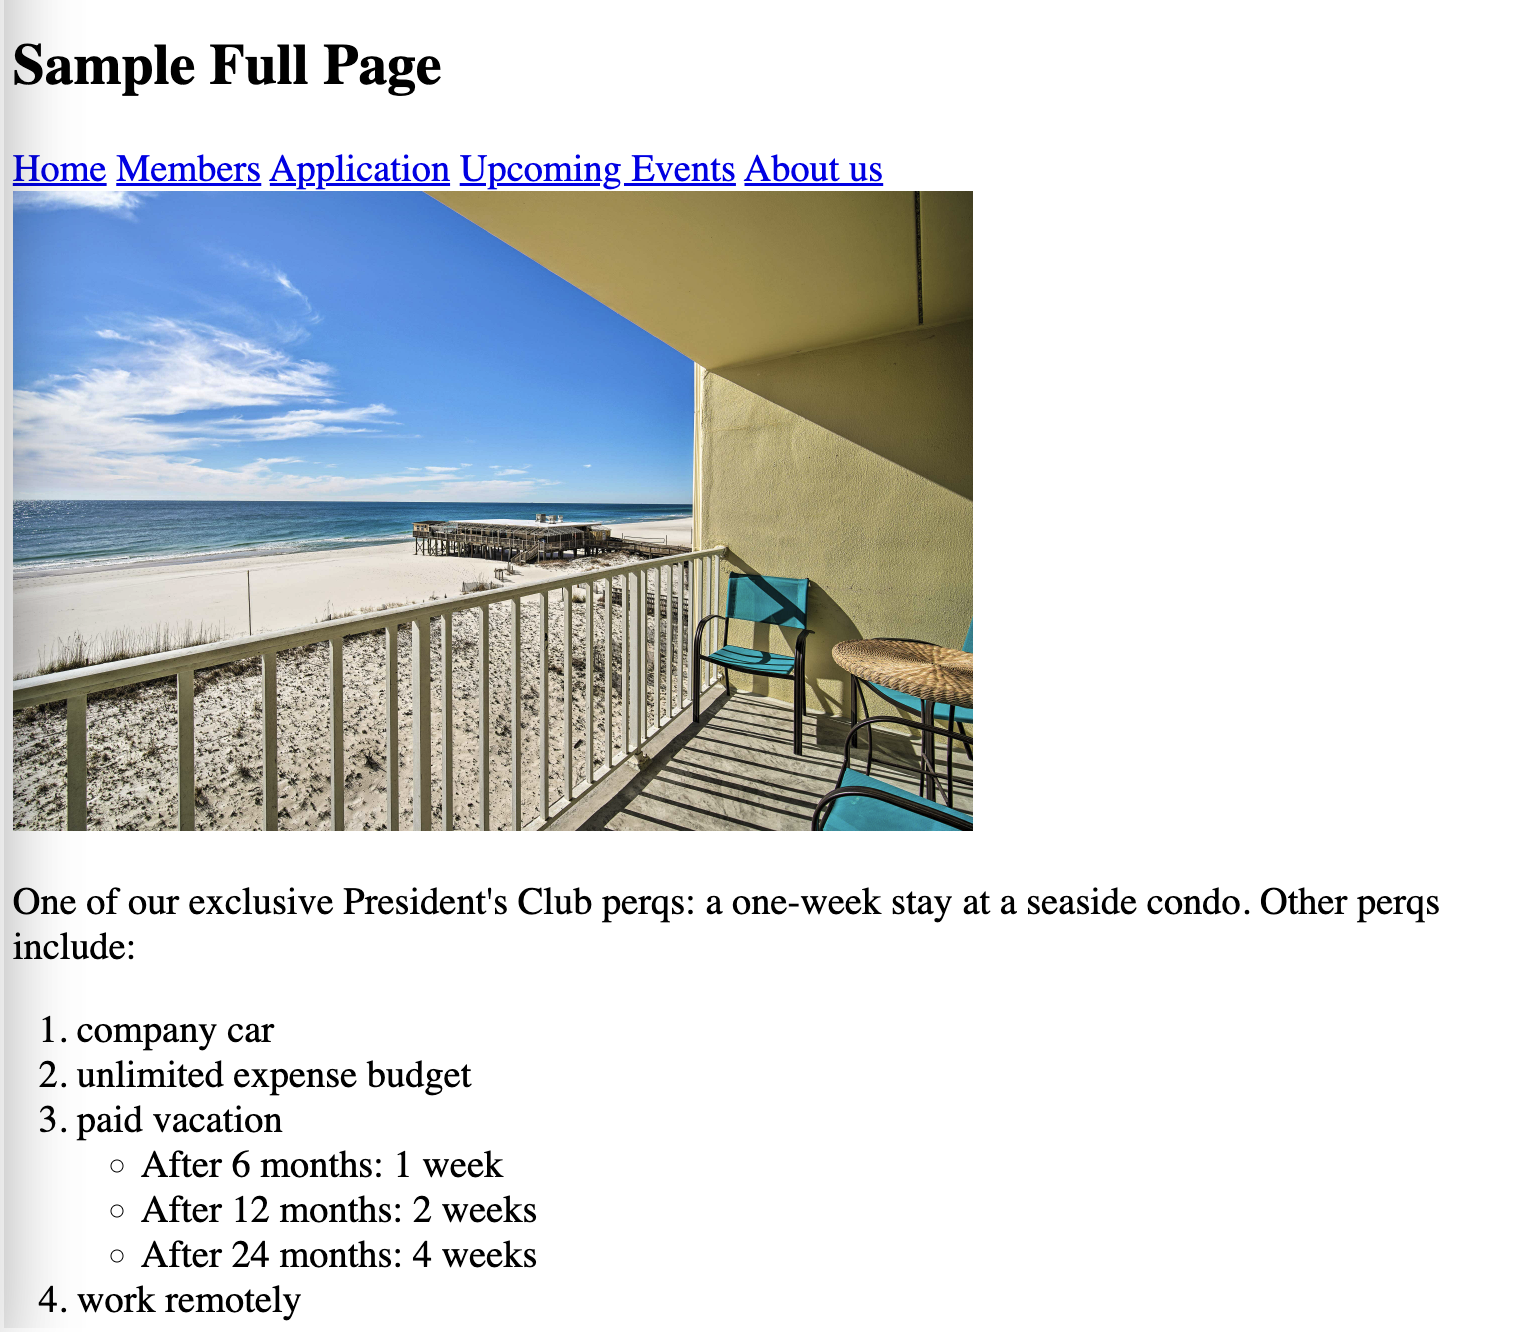 Sample Full Page
Home Members Application Upcoming Events About us
One of our exclusive President's Club perqs: a one-week stay at a seaside condo. Other perqs
include:
1. company car
2. unlimited expense budget
3. paid vacation
◦ After 6 months: 1 week
◦ After 12 months: 2 weeks
◦ After 24 months: 4 weeks
4. work remotely